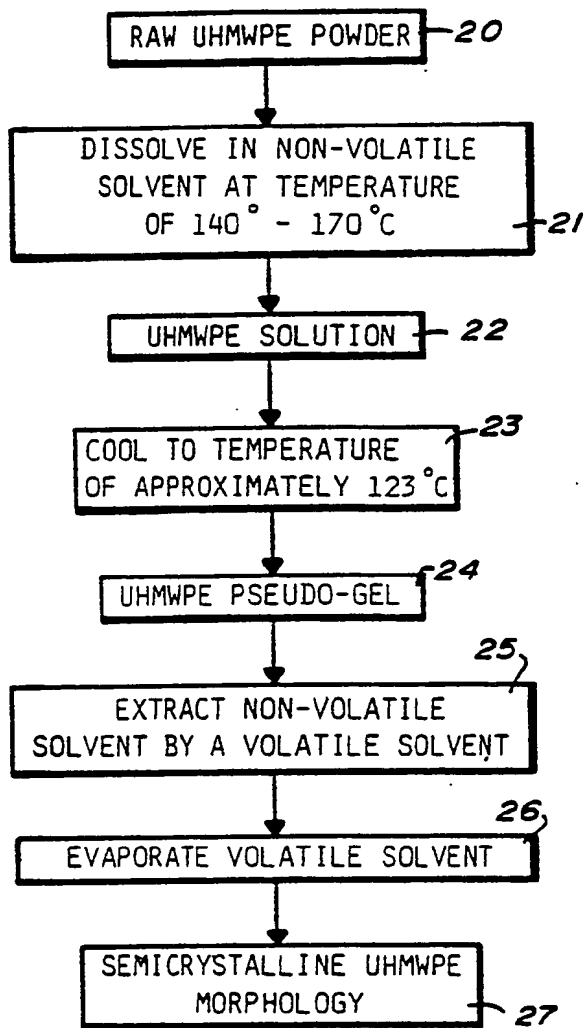 RAW UHMWPE POWDER 20
DISSOLVE IN NON-VOLATILE
SOLVENT AT TEMPERATURE
OF 140° - 170°C 21
UHMWPE SOLUTION 22
23
COOL TO TEMPERATURE
OF APPROXIMATELY 123°C
24
UHMWPE PSEUDO-GEL
25
EXTRACT NON-VOLATILE
SOLVENT BY A VOLATILE SOLVENT
26
EVAPORATE VOLATILE SOLVENT
SEMICRYSTALLINE UHMWPE
MORPHOLOGY 27